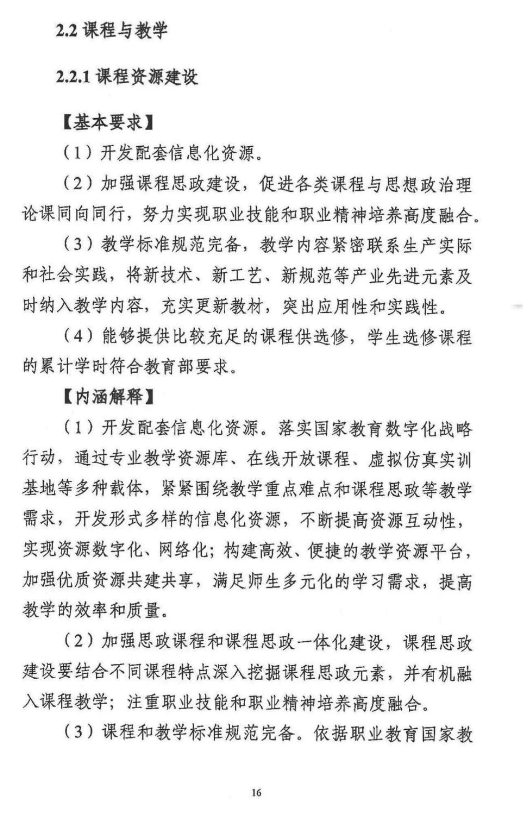 2.2 课程与教学
2.2.1 课程资源建设
【基本要求】
（1）开发配套信息化资源。
（2）加强课程思政建设，促进各类课程与思想政治理
论课同向同行，努力实现职业技能和职业精神培养高度融合。
（3）教学标准规范完备，教学内容紧密联系生产实际
和社会实践，将新技术、新工艺、新规范等产业先进元素及
时纳入教学内容，充实更新教材，突出应用性和实践性。
（4）能够提供比较充足的课程供选修，学生选修课程
的累计学时符合教育部要求。
【内涵解释】
（1）开发配套信息化资源。落实国家教育数字化战略
行动，通过专业教学资源库、在线开放课程、虚拟仿真实训
基地等多种载体，紧紧围绕教学重点难点和课程思政等教学
需求，开发形式多样的信息化资源，不断提高资源互动性，
实现资源数字化、网络化；构建高效、便捷的教学资源平台，
加强优质资源共建共享，满足师生多元化的学习需求，提高
教学的效率和质量。
（2）加强思政课程和课程思政一体化建设，课程思政
建设要结合不同课程特点深入挖掘课程思政元素，并有机融
入课程教学；注重职业技能和职业精神培养高度融合。
（3）课程和教学标准规范完备。依据职业教育国家教
16